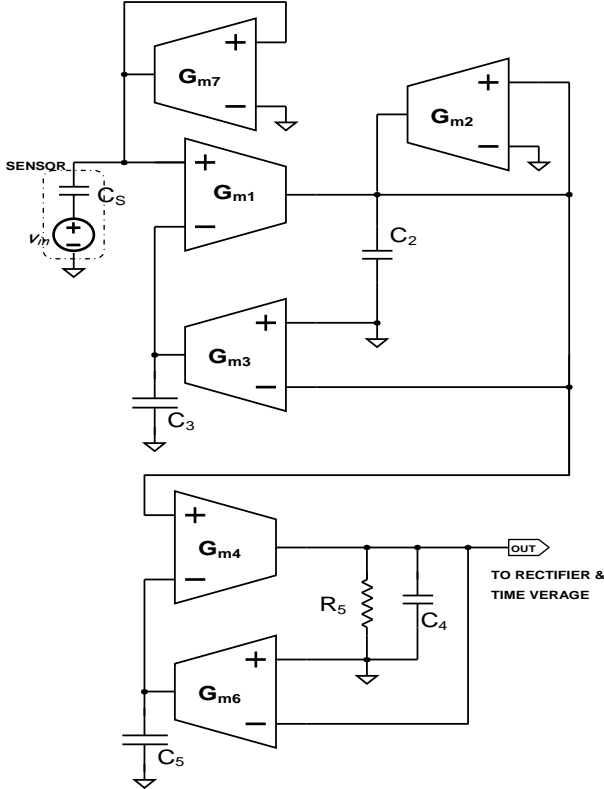 +
Gm7
−
+
Gm2
−
SENSOR
+
Gm1
−
CS
+
vin
−
C2
+
Gm3
−
C3
+
Gm4
−
OUT
TO RECTIFIER &
TIME VERAGE
R5
C4
+
Gm6
−
C5